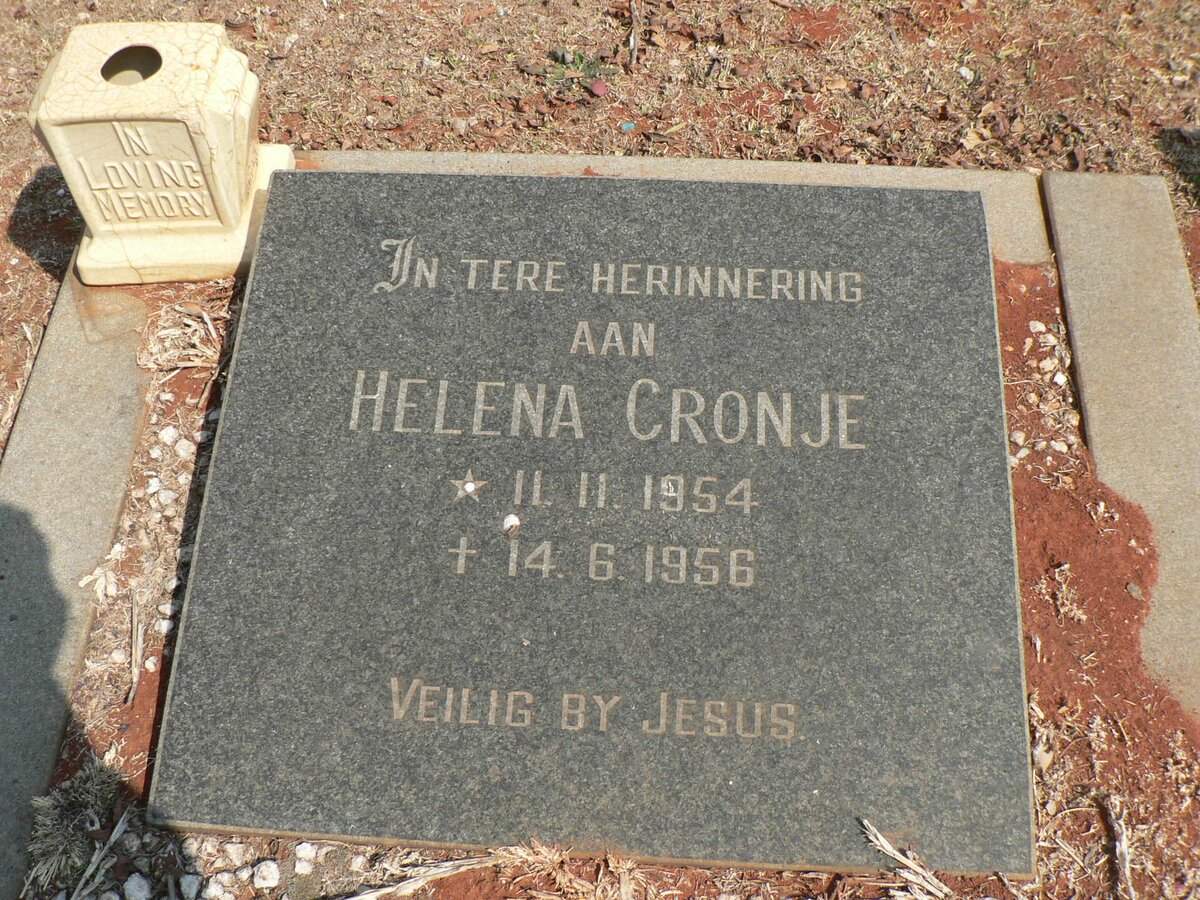 IN
LOVING
MEMORY
IN TERE HERINNERING
AAN
HELENA CRONJE
★ 11. 11. 1954
✝ 14. 6. 1956
VEILIG BY JESUS.